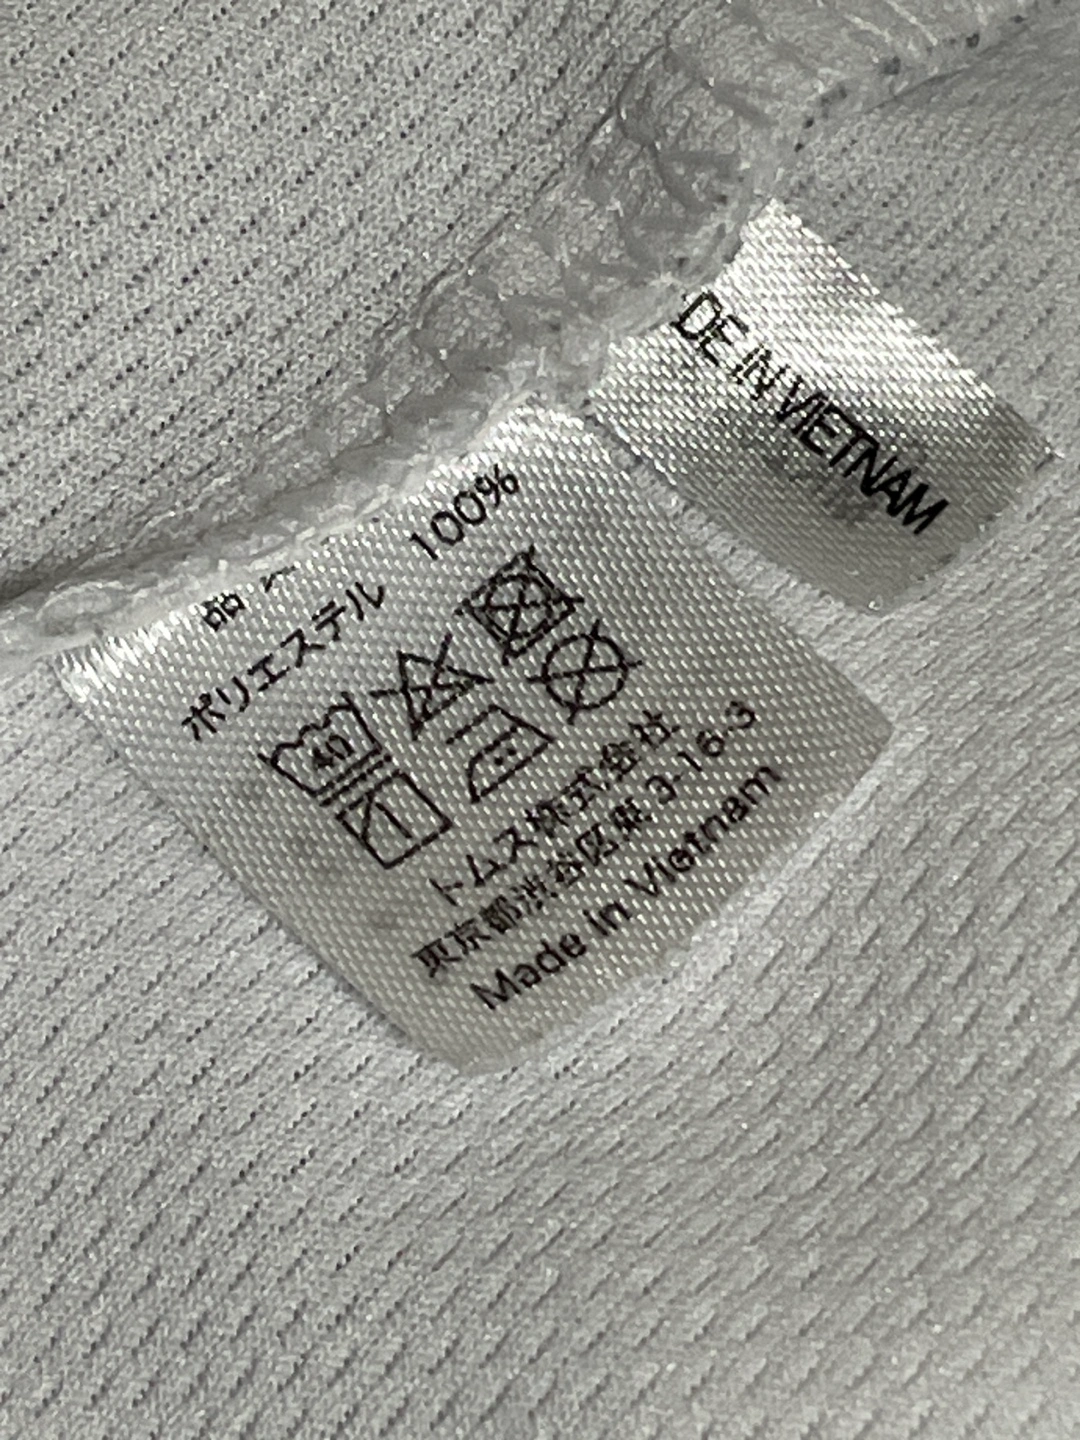 ポリエステル 100%
40
トムス株式会社
東京都渋谷区東 3-16-3
Made in Vietnam
DE IN VIETNAM